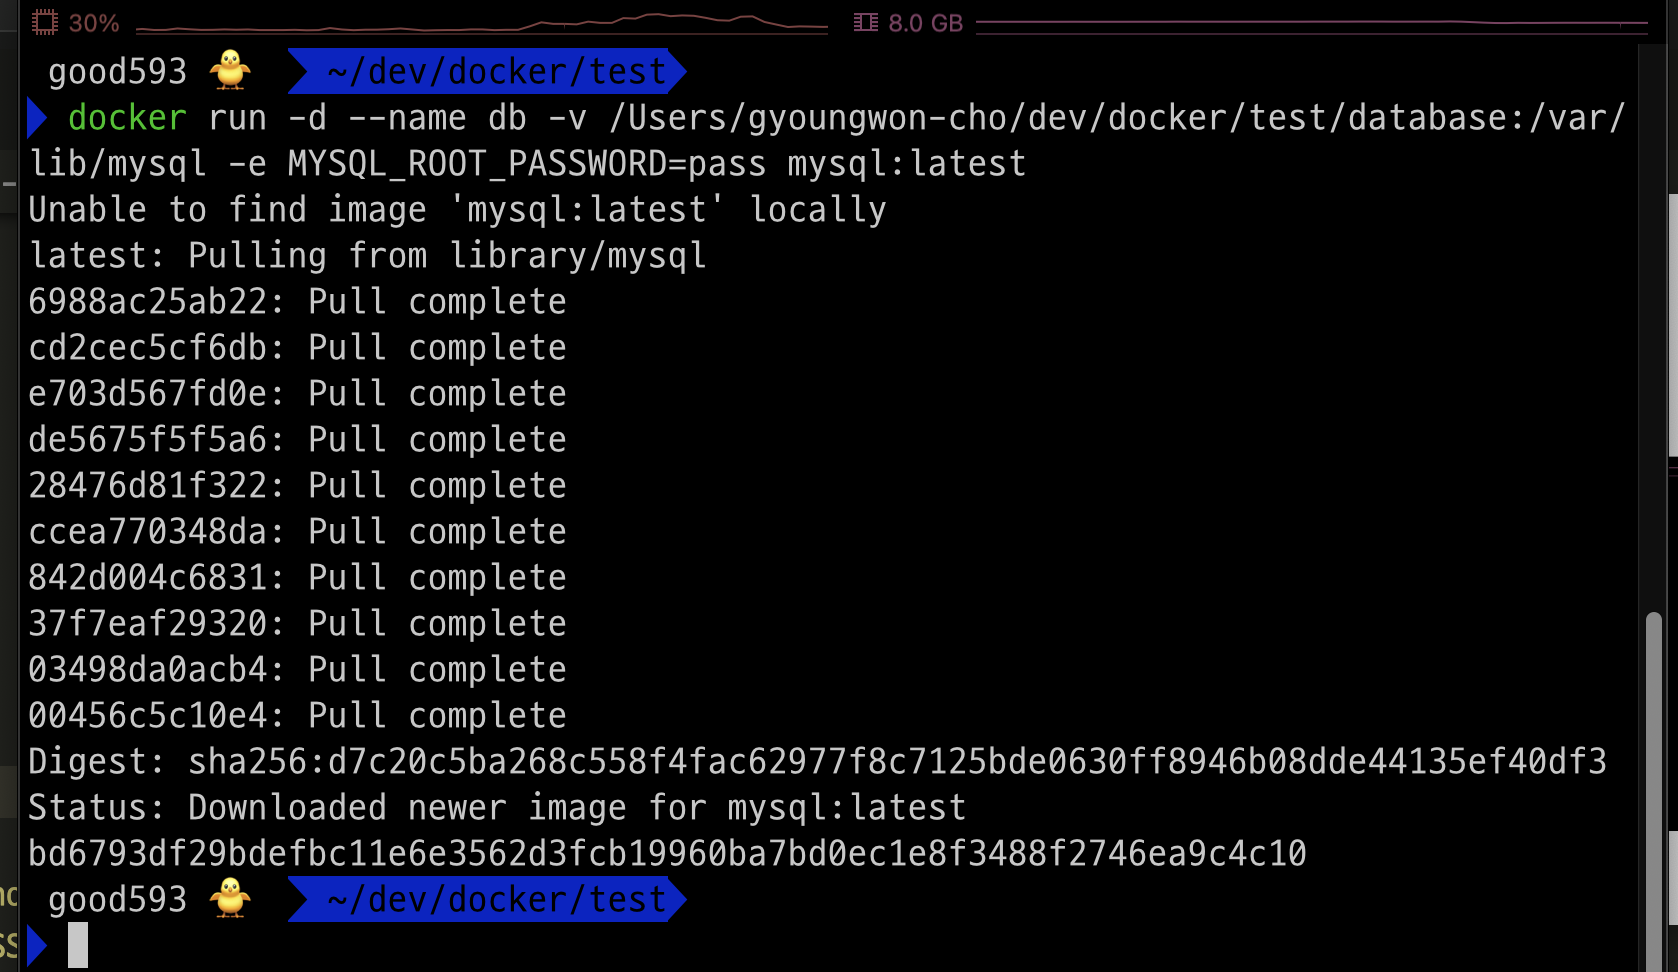 30% 8.0 GB
good593 🐥 ~/dev/docker/test
docker run -d --name db -v /Users/gyoungwon-cho/dev/docker/test/database:/var/
lib/mysql -e MYSQL_ROOT_PASSWORD=pass mysql:latest
Unable to find image 'mysql:latest' locally
latest: Pulling from library/mysql
6988ac25ab22: Pull complete
cd2cec5cf6db: Pull complete
e703d567fd0e: Pull complete
de5675f5f5a6: Pull complete
28476d81f322: Pull complete
ccea770348da: Pull complete
842d004c6831: Pull complete
37f7eaf29320: Pull complete
03498da0acb4: Pull complete
00456c5c10e4: Pull complete
Digest: sha256:d7c20c5ba268c558f4fac62977f8c7125bde0630ff8946b08dde44135ef40df3
Status: Downloaded newer image for mysql:latest
bd6793df29bdefbc11e6e3562d3fcb19960ba7bd0ec1e8f3488f2746ea9c4c10
good593 🐥 ~/dev/docker/test